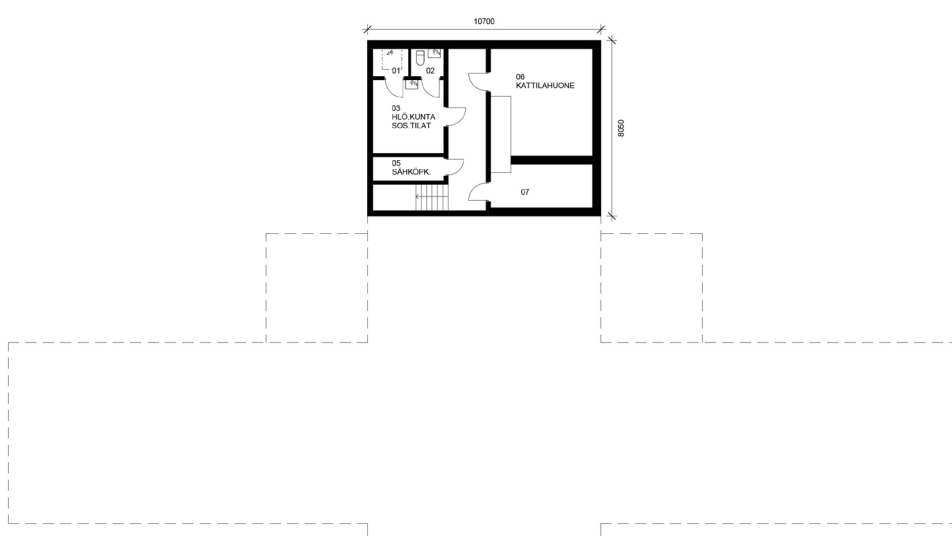 10700
01
02
06
KATTILAHUONE
03
HLÖ.KUNTA
SOS.TILAT
8050
05
SÄHKÖPK.
07